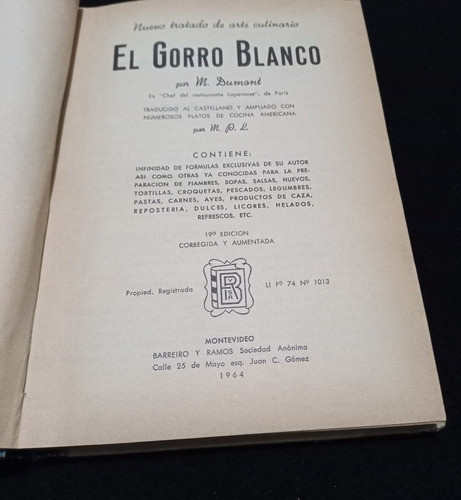 Nuevo tratado de arte culinario
EL GORRO BLANCO
por M. Dumont
Ex "Chef del restaurante Laperouse", de París
TRADUCIDO AL CASTELLANO Y AMPLIADO CON
NUMEROSOS PLATOS DE COCINA AMERICANA
por M. P. L.
CONTIENE:
INFINIDAD DE FORMULAS EXCLUSIVAS DE SU AUTOR
ASI COMO OTRAS YA CONOCIDAS PARA LA PRE-
PARACION DE FIAMBRES, SOPAS, SALSAS, HUEVOS,
TORTILLAS, CROQUETAS, PESCADOS, LEGUMBRES,
PASTAS, CARNES, AVES, PRODUCTOS DE CAZA,
REPOSTERIA, DULCES, LICORES, HELADOS,
REFRESCOS, ETC.
19ª EDICION
CORREGIDA Y AUMENTADA
Propied. Registrada
LI Fº 74 Nº 1013
MONTEVIDEO
BARREIRO Y RAMOS Sociedad Anónima
Calle 25 de Mayo esq. Juan C. Gómez
1964